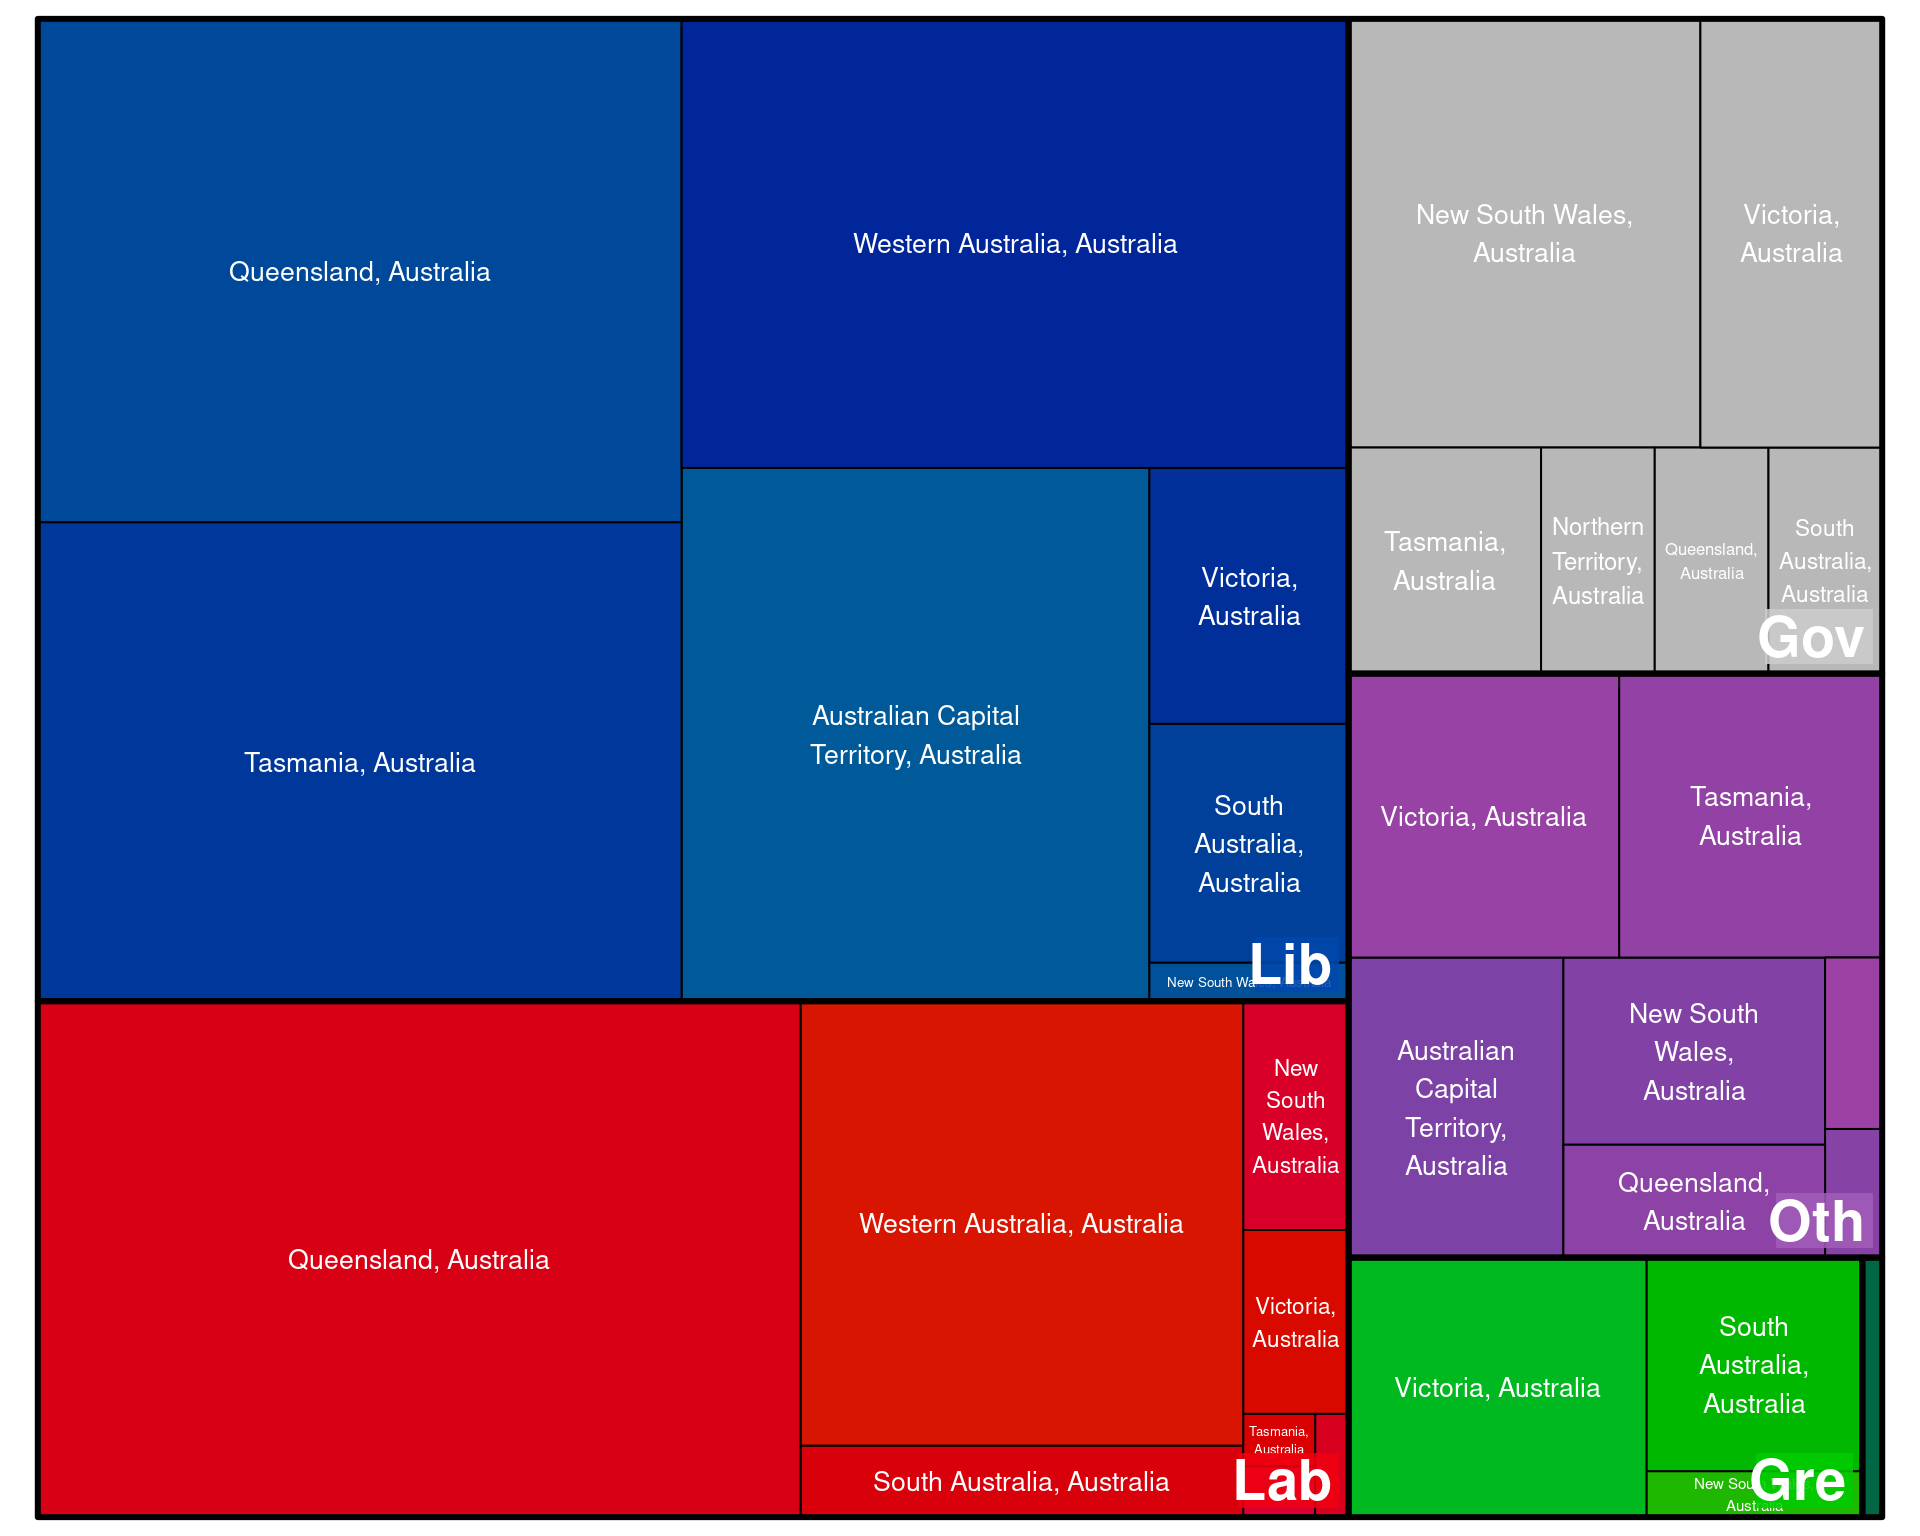 Queensland, Australia
Western Australia, Australia
Tasmania, Australia
Australian Capital
Territory, Australia
Victoria,
Australia
South
Australia,
Australia
New South Wa
Lib
New South Wales,
Australia
Victoria,
Australia
Tasmania,
Australia
Northern
Territory,
Australia
Queensland,
Australia
South
Australia,
Australia
Gov
Victoria, Australia
Tasmania,
Australia
Australian
Capital
Territory,
Australia
New South
Wales,
Australia
Queensland,
Australia
Oth
Queensland, Australia
Western Australia, Australia
New
South
Wales,
Australia
Victoria,
Australia
Tasmania,
Australia
South Australia, Australia
Lab
Victoria, Australia
South
Australia,
Australia
New Sou
Australia
Gre